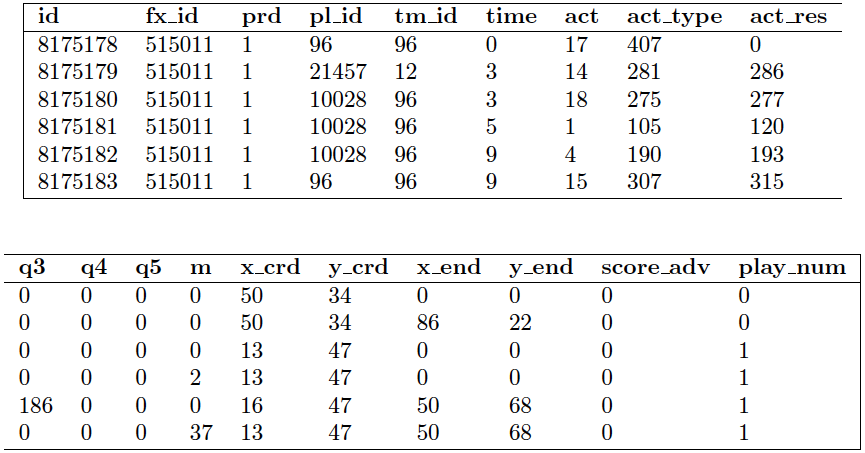 id fx_id prd pl_id tm_id time act act_type act_res
8175178 515011 1 96 96 0 17 407 0
8175179 515011 1 21457 12 3 14 281 286
8175180 515011 1 10028 96 3 18 275 277
8175181 515011 1 10028 96 5 1 105 120
8175182 515011 1 10028 96 9 4 190 193
8175183 515011 1 96 96 9 15 307 315
q3 q4 q5 m x_crd y_crd x_end y_end score_adv play_num
0 0 0 0 50 34 0 0 0 0
0 0 0 0 50 34 86 22 0 0
0 0 0 0 13 47 0 0 0 1
0 0 0 2 13 47 0 0 0 1
186 0 0 0 16 47 50 68 0 1
0 0 0 37 13 47 50 68 0 1